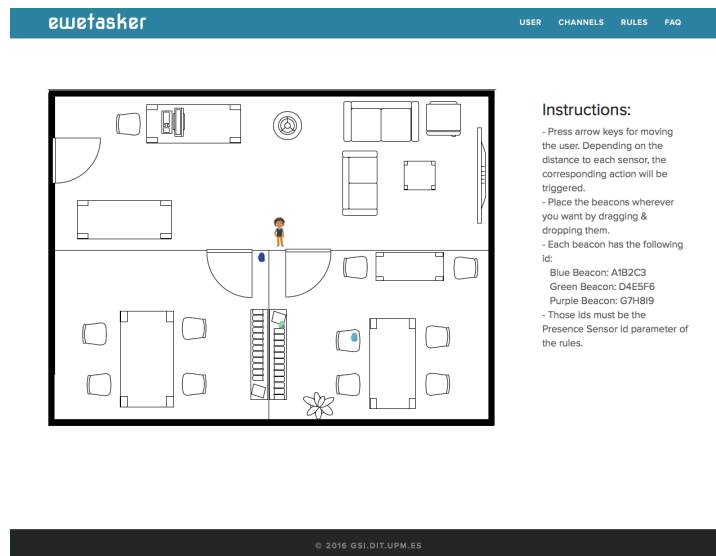 ewetasker
USER CHANNELS RULES FAQ
Instructions:
- Press arrow keys for moving
the user. Depending on the
distance to each sensor, the
corresponding action will be
triggered.
- Place the beacons wherever
you want by dragging &
dropping them.
- Each beacon has the following
id:
Blue Beacon: A1B2C3
Green Beacon: D4E5F6
Purple Beacon: G7H8I9
- Those ids must be the
Presence Sensor id parameter of
the rules.
© 2016 GSI.DIT.UPM.ES